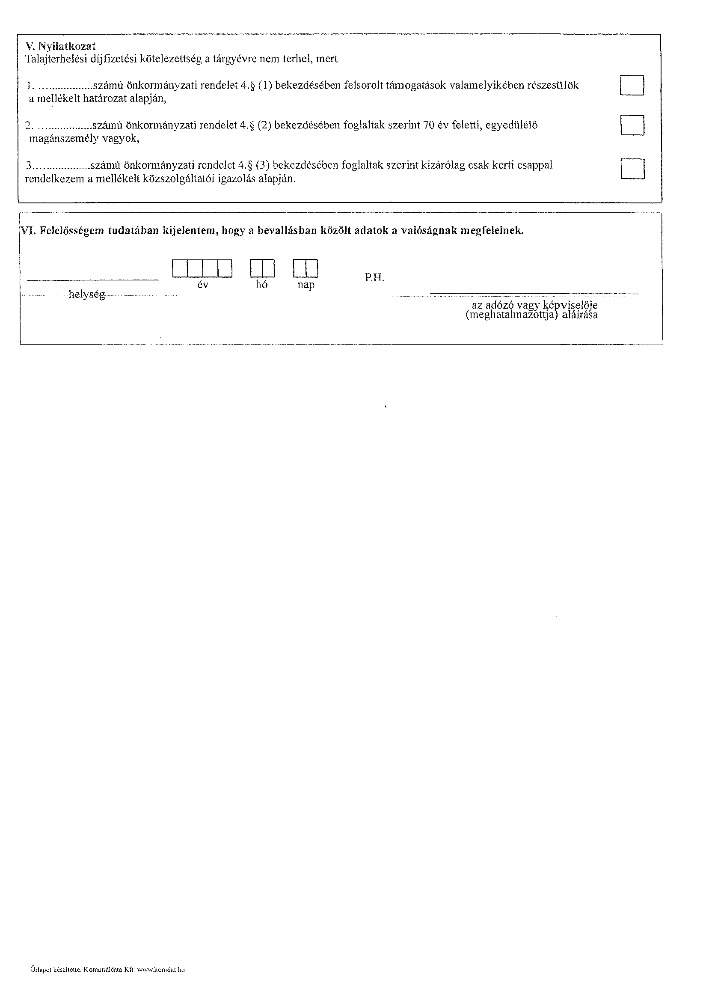 V. Nyilatkozat
Talajterhelési díjfizetési kötelezettség a tárgyévre nem terhel, mert
1. ...................számú önkormányzati rendelet 4.§ (1) bekezdésében felsorolt támogatások valamelyikében részesülök
a mellékelt határozat alapján,
2. ...................számú önkormányzati rendelet 4.§ (2) bekezdésében foglaltak szerint 70 év feletti, egyedülélő
magánszemély vagyok,
3....................számú önkormányzati rendelet 4.§ (3) bekezdésében foglaltak szerint kizárólag csak kerti csappal
rendelkezem a mellékelt közszolgáltatói igazolás alapján.
VI. Felelősségem tudatában kijelentem, hogy a bevallásban közölt adatok a valóságnak megfelelnek.
P.H.
év hó nap
helység
az adózó vagy képviselője
(meghatalmazottja) aláírása
Űrlapot készítette: Komunáldata Kft. www.komdat.hu